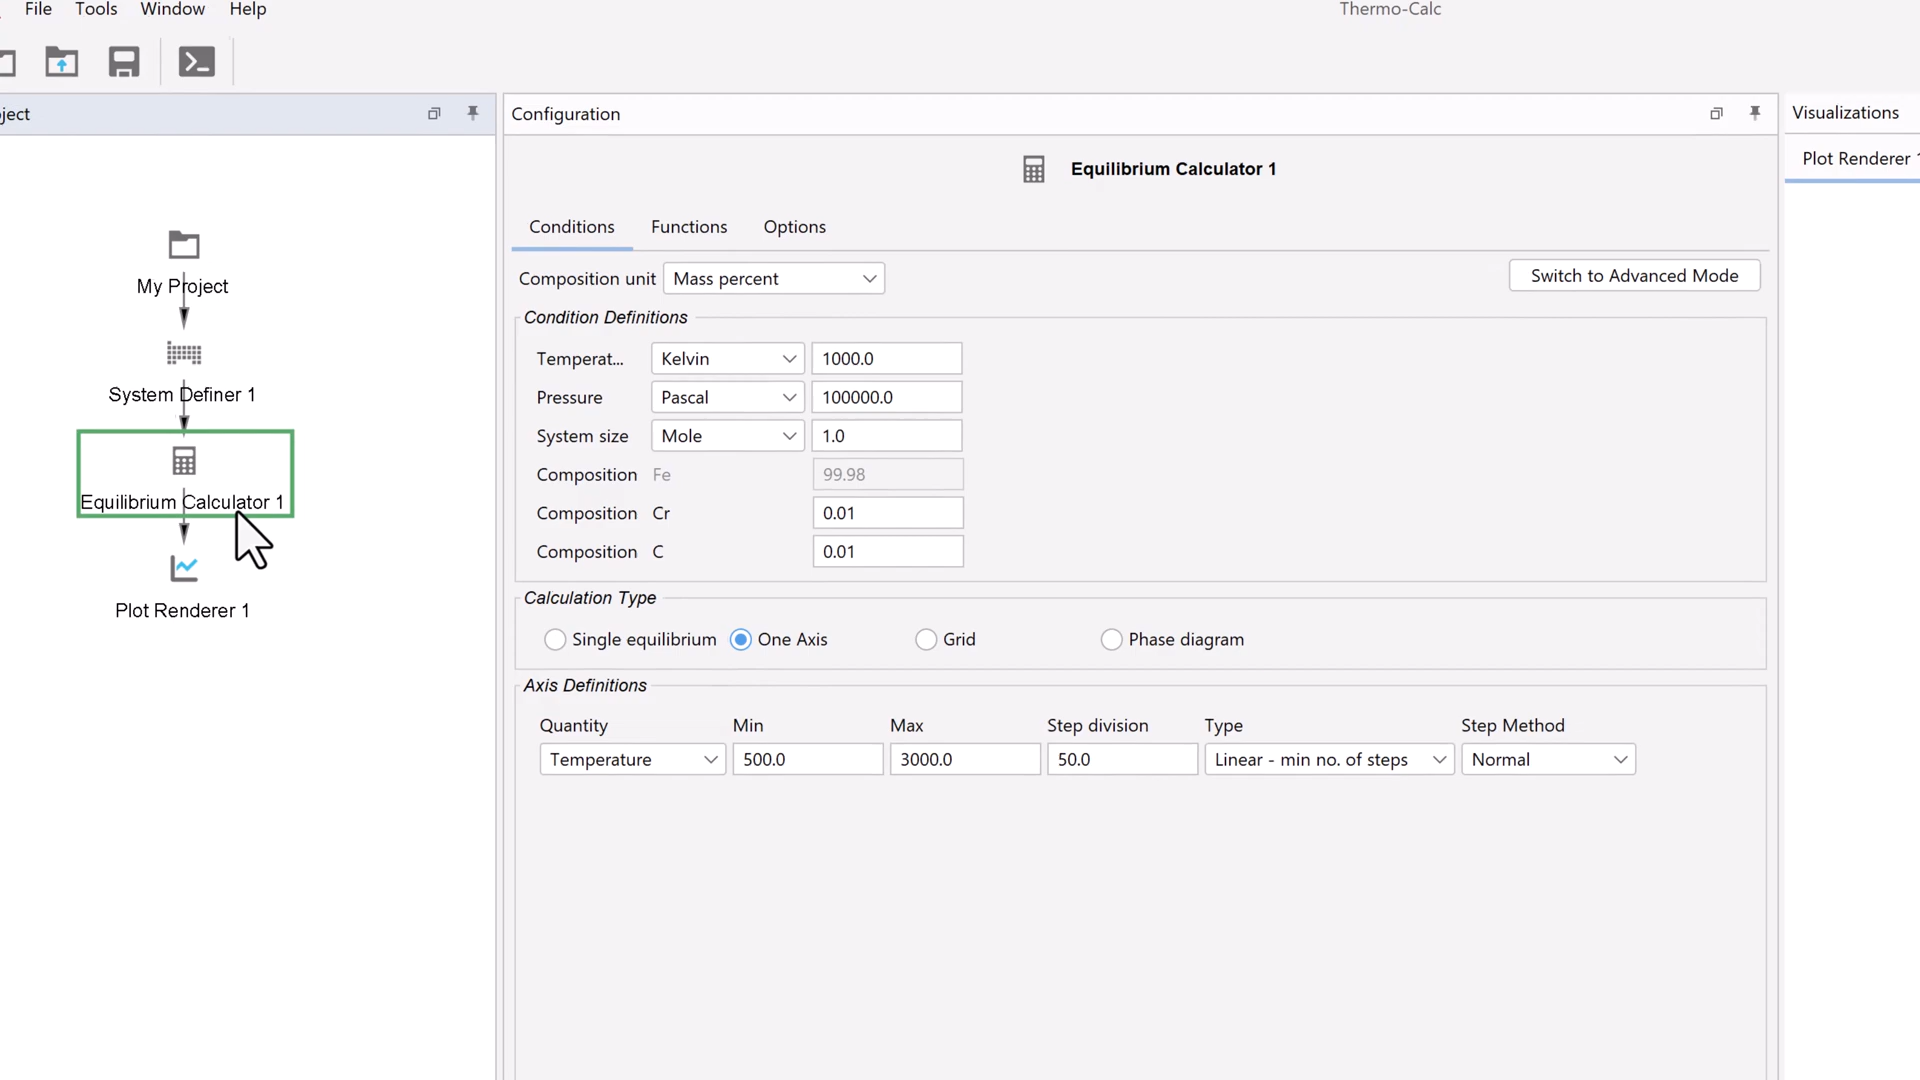 File Tools Window Help
Thermo-Calc
ject
Configuration
Visualizations
Equilibrium Calculator 1
Plot Renderer 1
Conditions Functions Options
Composition unit Mass percent
Switch to Advanced Mode
My Project
System Definer 1
Equilibrium Calculator 1
Plot Renderer 1
Condition Definitions
Temperat... Kelvin 1000.0
Pressure Pascal 100000.0
System size Mole 1.0
Composition Fe 99.98
Composition Cr 0.01
Composition C 0.01
Calculation Type
Single equilibrium One Axis Grid Phase diagram
Axis Definitions
Quantity Min Max Step division Type Step Method
Temperature 500.0 3000.0 50.0 Linear - min no. of steps Normal